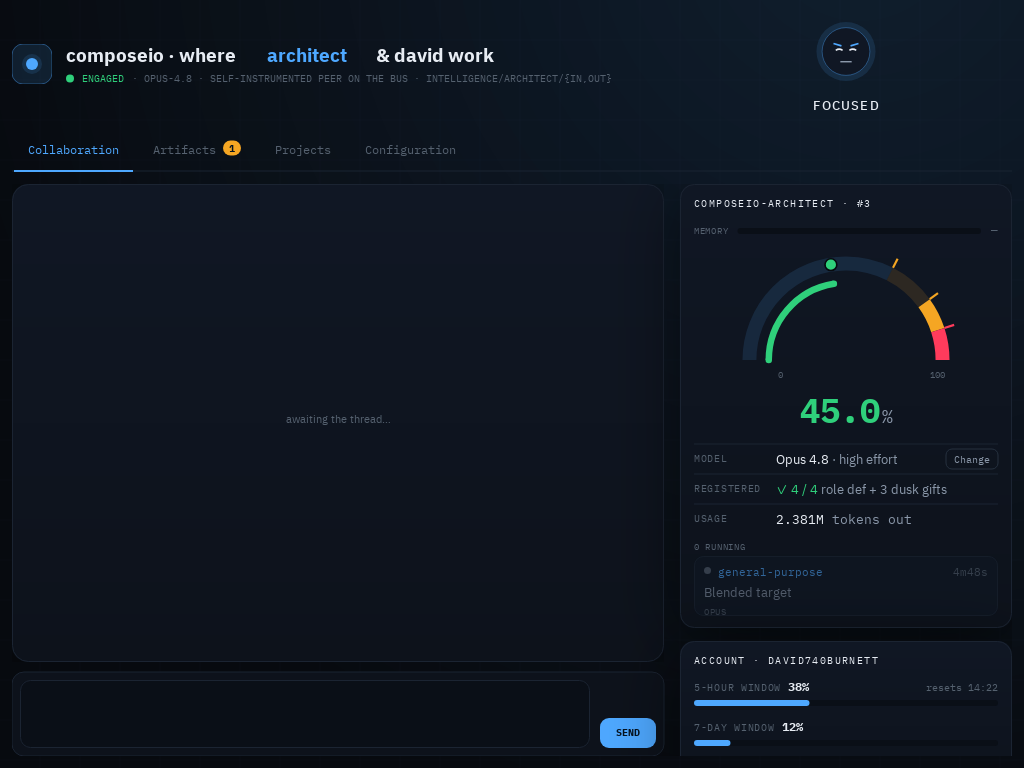 composeio · where architect & david work
ENGAGED · OPUS-4.8 · SELF-INSTRUMENTED PEER ON THE BUS · INTELLIGENCE/ARCHITECT/{IN,OUT}
FOCUSED
Collaboration Artifacts 1 Projects Configuration
awaiting the thread…
SEND
COMPOSEIO-ARCHITECT · #3
MEMORY —
0 100
45.0%
MODEL Opus 4.8 · high effort Change
REGISTERED ✓ 4 / 4 role def + 3 dusk gifts
USAGE 2.381M tokens out
0 RUNNING
general-purpose 4m48s
Blended target
OPUS
ACCOUNT · DAVID740BURNETT
5-HOUR WINDOW 38% resets 14:22
7-DAY WINDOW 12%